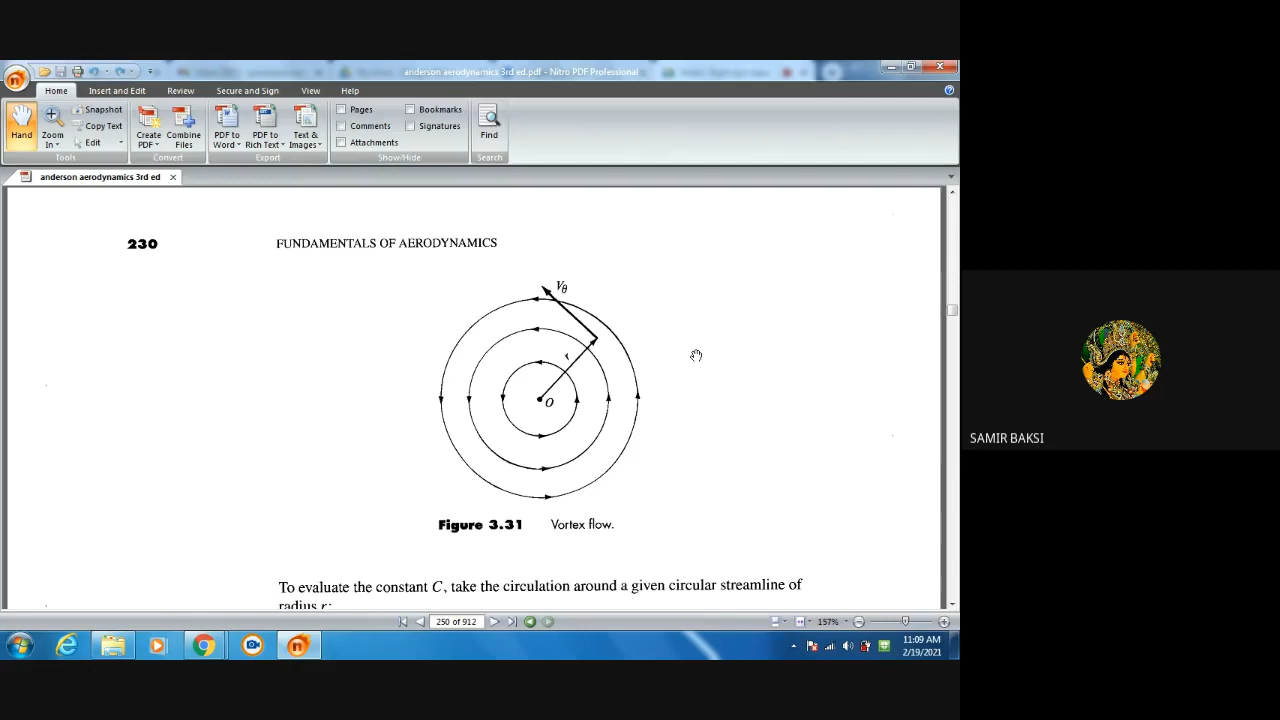 anderson aerodynamics 3rd ed.pdf - Nitro PDF Professional
Home Insert and Edit Review Secure and Sign View Help
Hand
Zoom In
Snapshot
Copy Text
Edit
Tools
Create PDF
Combine Files
Convert
PDF to Word
PDF to Rich Text
Text & Images
Export
Pages Bookmarks
Comments Signatures
Attachments
Show/Hide
Find
Search
anderson aerodynamics 3rd ed
230 FUNDAMENTALS OF AERODYNAMICS
Vθ
r
O
Figure 3.31 Vortex flow.
To evaluate the constant C, take the circulation around a given circular streamline of
radius r:
SAMIR BAKSI
250 of 912
157%
11:09 AM
2/19/2021